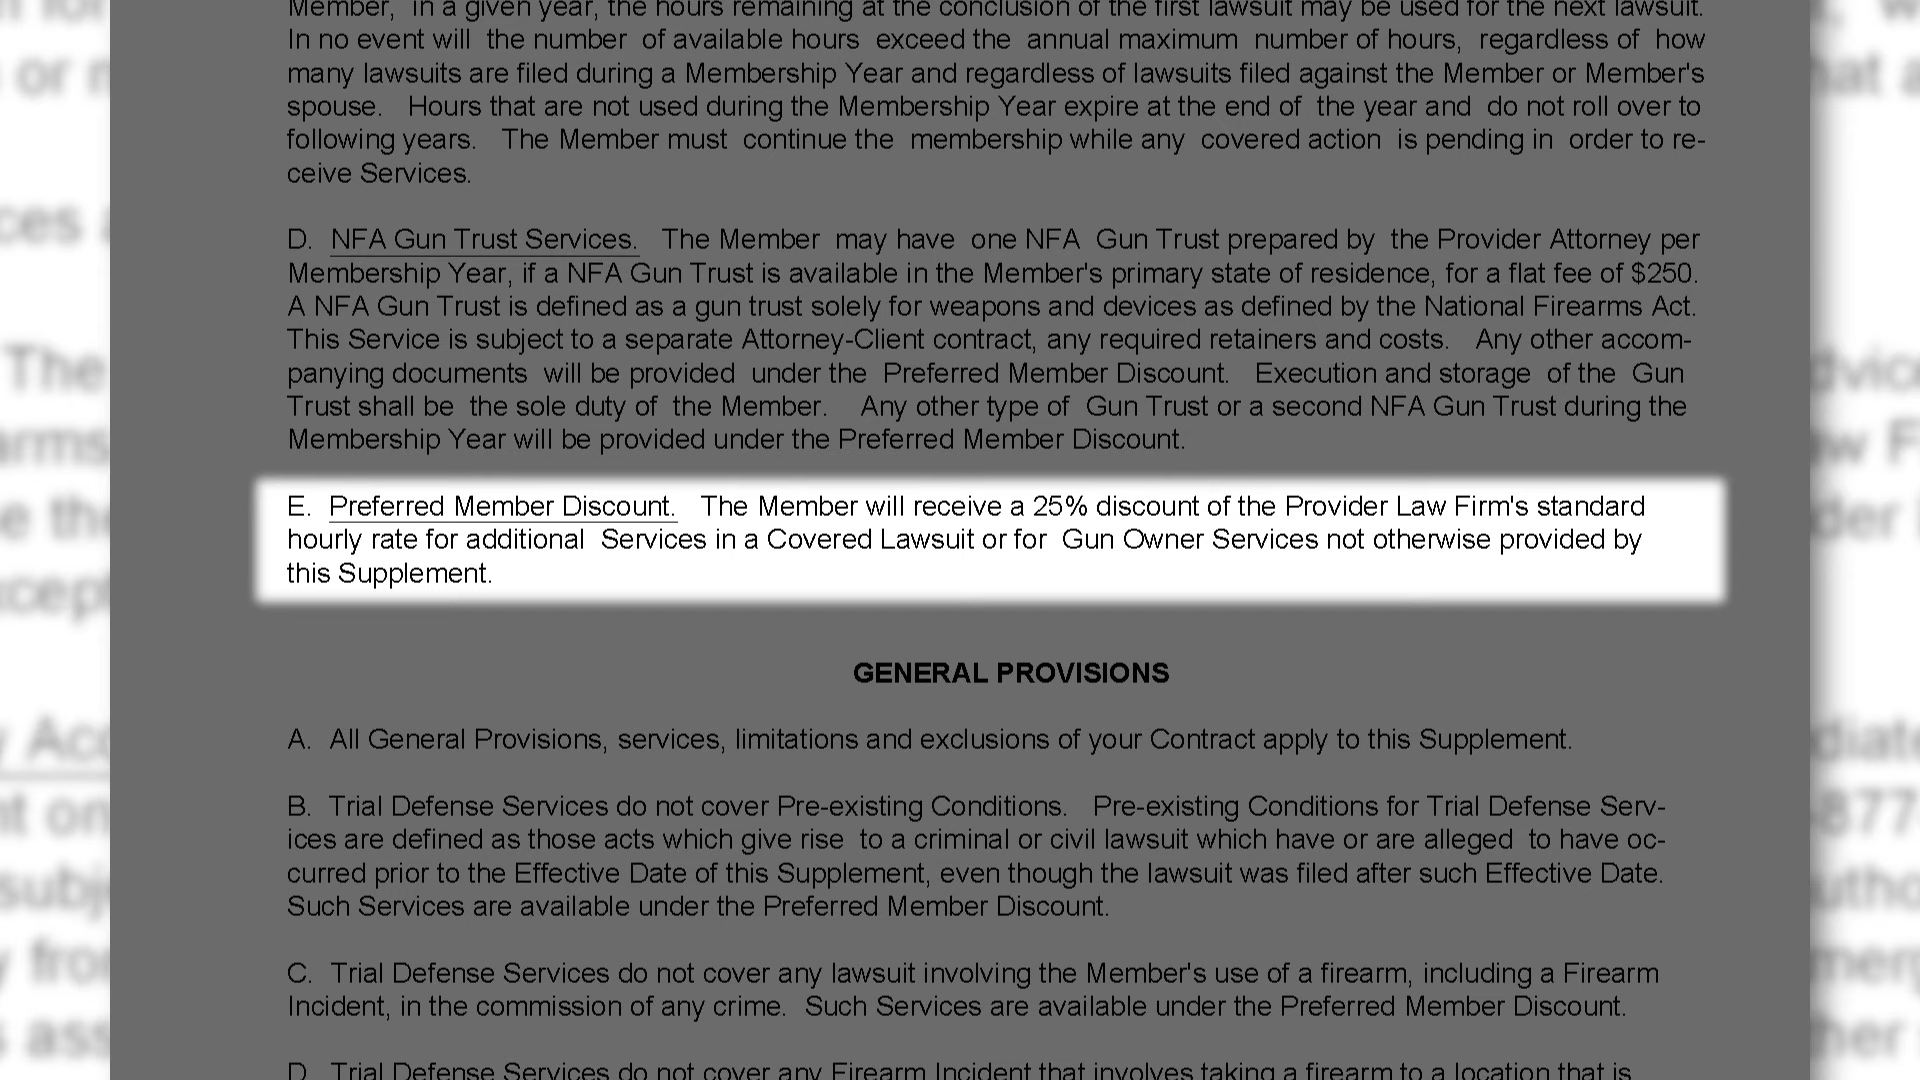 Member, in a given year, the hours remaining at the conclusion of the first lawsuit may be used for the next lawsuit.
In no event will the number of available hours exceed the annual maximum number of hours, regardless of how
many lawsuits are filed during a Membership Year and regardless of lawsuits filed against the Member or Member's
spouse. Hours that are not used during the Membership Year expire at the end of the year and do not roll over to
following years. The Member must continue the membership while any covered action is pending in order to re-
ceive Services.
D. NFA Gun Trust Services. The Member may have one NFA Gun Trust prepared by the Provider Attorney per
Membership Year, if a NFA Gun Trust is available in the Member's primary state of residence, for a flat fee of $250.
A NFA Gun Trust is defined as a gun trust solely for weapons and devices as defined by the National Firearms Act.
This Service is subject to a separate Attorney-Client contract, any required retainers and costs. Any other accom-
panying documents will be provided under the Preferred Member Discount. Execution and storage of the Gun
Trust shall be the sole duty of the Member. Any other type of Gun Trust or a second NFA Gun Trust during the
Membership Year will be provided under the Preferred Member Discount.
E. Preferred Member Discount. The Member will receive a 25% discount of the Provider Law Firm's standard
hourly rate for additional Services in a Covered Lawsuit or for Gun Owner Services not otherwise provided by
this Supplement.
GENERAL PROVISIONS
A. All General Provisions, services, limitations and exclusions of your Contract apply to this Supplement.
B. Trial Defense Services do not cover Pre-existing Conditions. Pre-existing Conditions for Trial Defense Serv-
ices are defined as those acts which give rise to a criminal or civil lawsuit which have or are alleged to have oc-
curred prior to the Effective Date of this Supplement, even though the lawsuit was filed after such Effective Date.
Such Services are available under the Preferred Member Discount.
C. Trial Defense Services do not cover any lawsuit involving the Member's use of a firearm, including a Firearm
Incident, in the commission of any crime. Such Services are available under the Preferred Member Discount.
D. Trial Defense Services do not cover any Firearm Incident that involves taking a firearm to a location that is